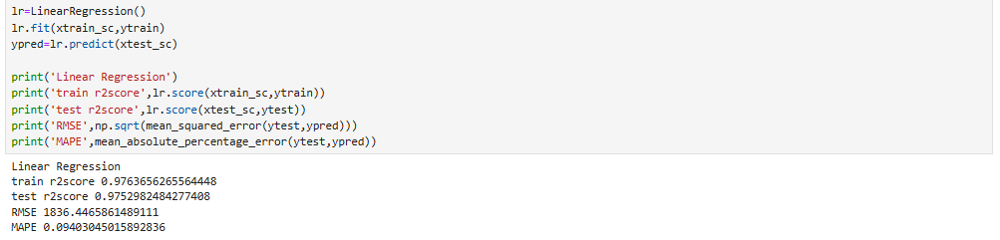 lr=LinearRegression()
lr.fit(xtrain_sc,ytrain)
ypred=lr.predict(xtest_sc)
print('Linear Regression')
print('train r2score',lr.score(xtrain_sc,ytrain))
print('test r2score',lr.score(xtest_sc,ytest))
print('RMSE',np.sqrt(mean_squared_error(ytest,ypred)))
print('MAPE',mean_absolute_percentage_error(ytest,ypred))
Linear Regression
train r2score 0.9763656265564448
test r2score 0.9752982484277408
RMSE 1836.4465861489111
MAPE 0.09403045015892836